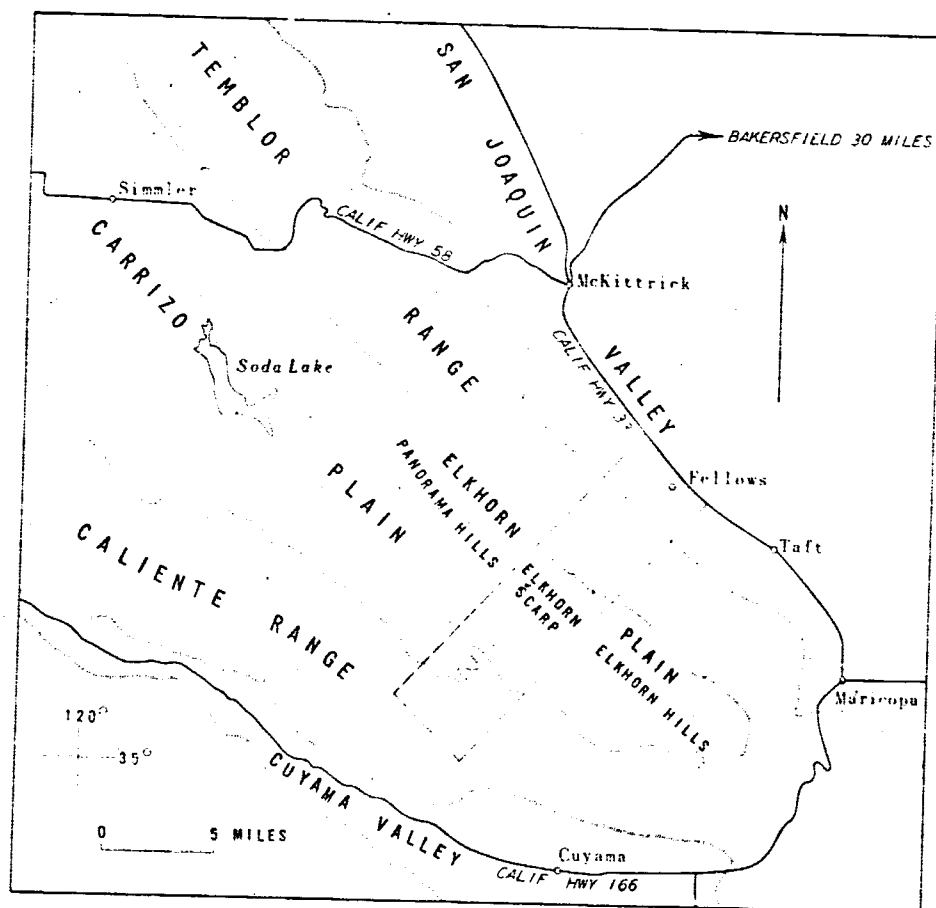 TEMBLOR
SAN JOAQUIN
BAKERSFIELD 30 MILES
N
Simmler
CALIF HWY 58
McKittrick
CARRIZO
RANGE
VALLEY
CALIF HWY 33
Soda Lake
ELKHORN
PANORAMA HILLS
PLAIN
Fellows
Taft
CALIENTE RANGE
ELKHORN
SCARP
PLAIN
ELKHORN HILLS
Maricopa
120°
35°
0 5 MILES
CUYAMA VALLEY
Cuyama
CALIF HWY 166